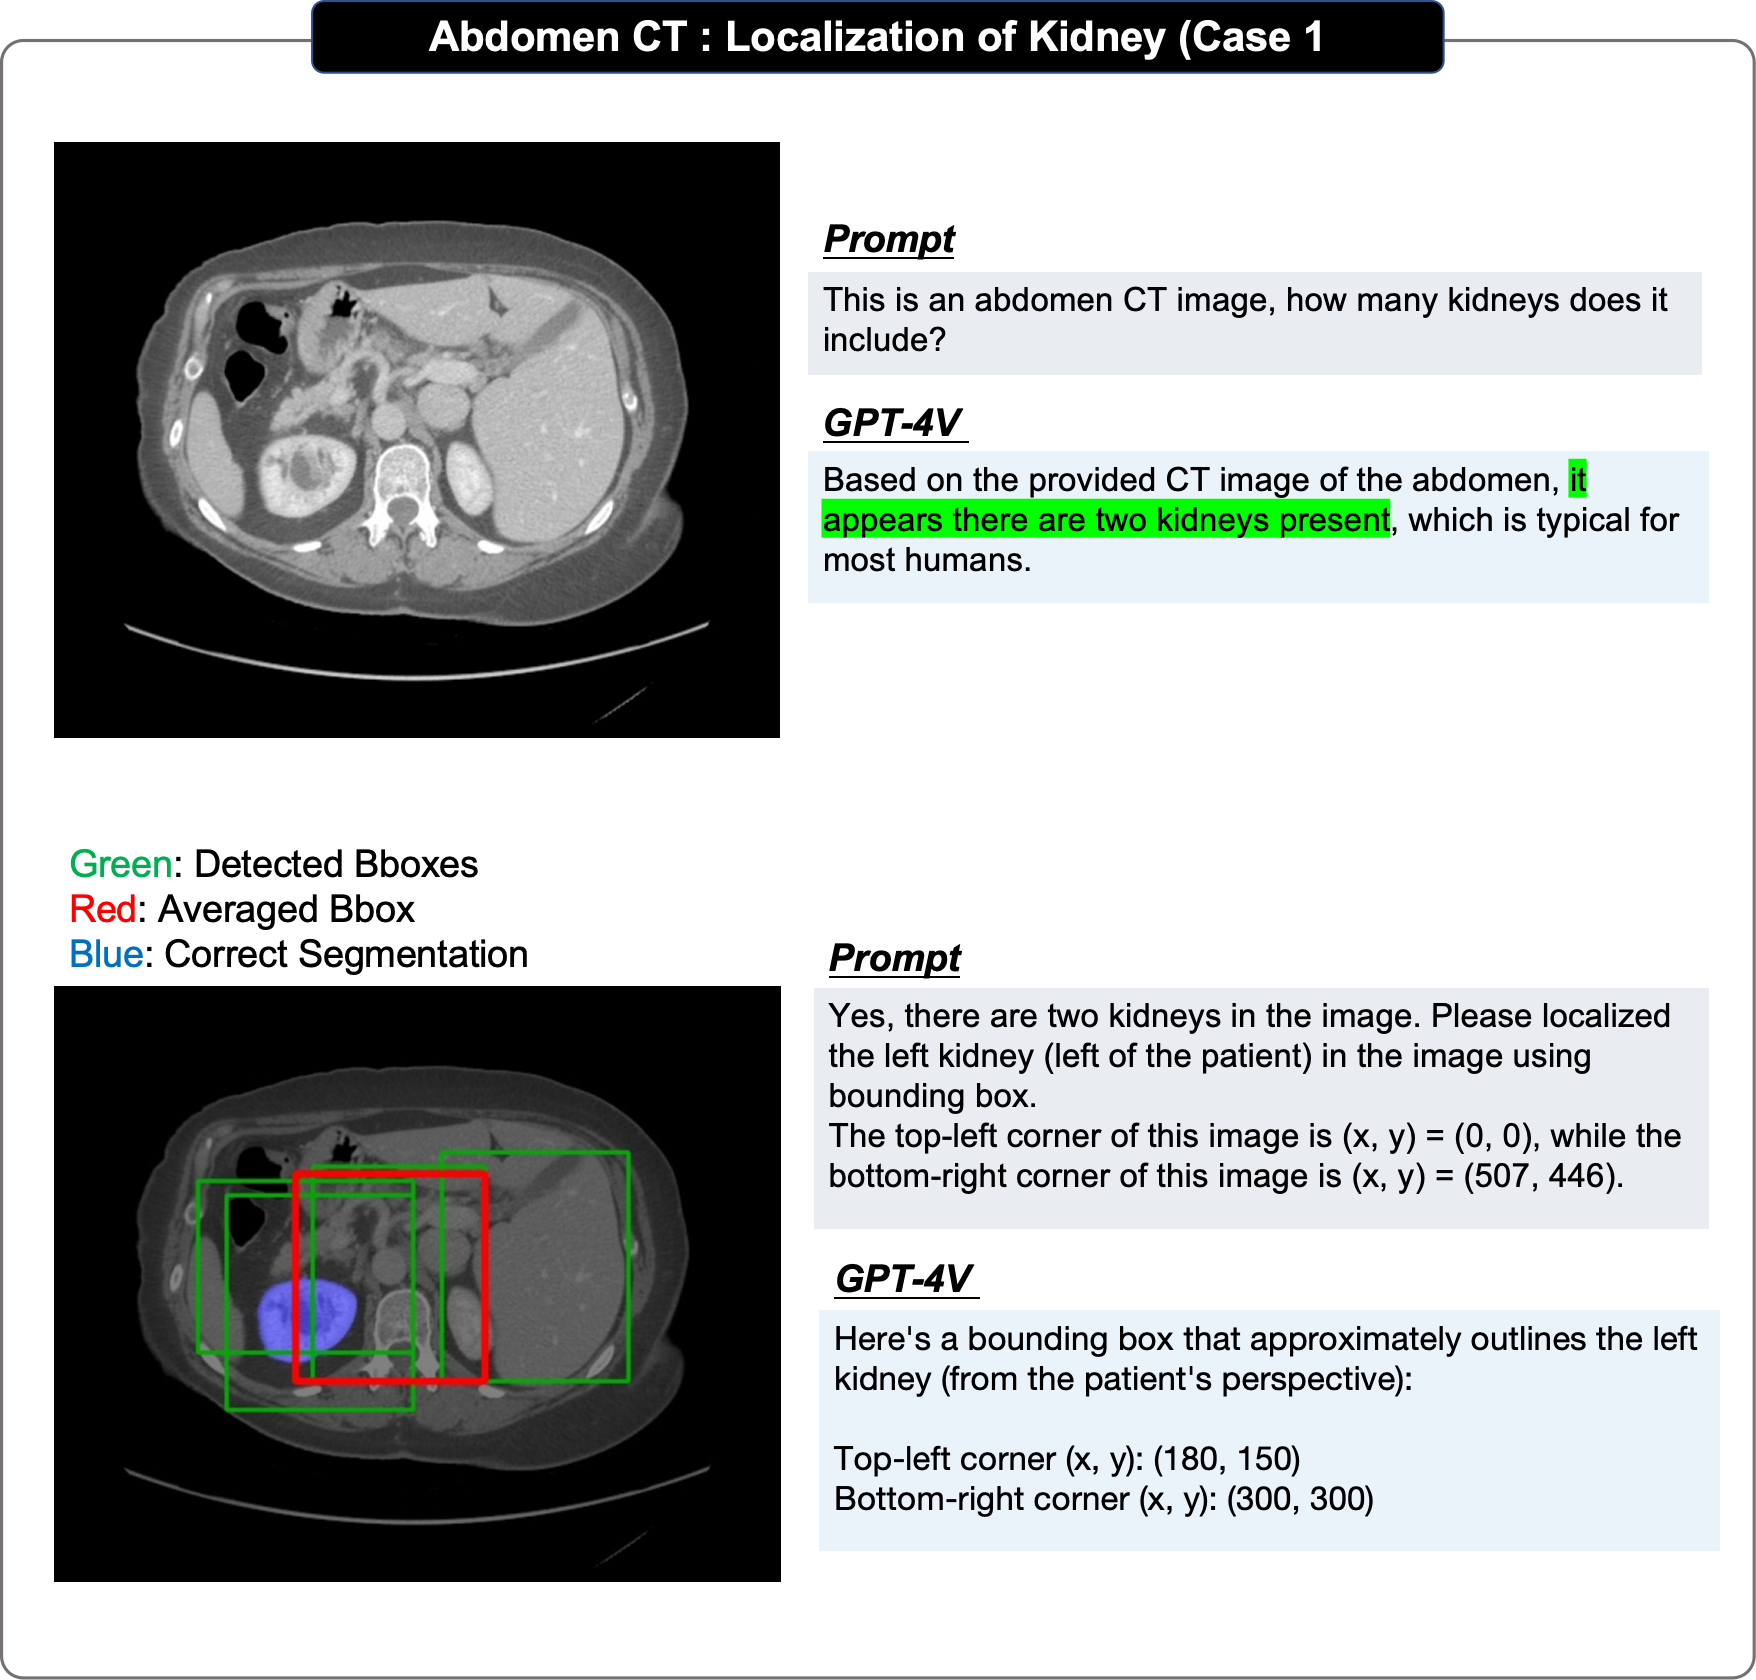 Abdomen CT : Localization of Kidney (Case 1
Prompt
This is an abdomen CT image, how many kidneys does it
include?
GPT-4V
Based on the provided CT image of the abdomen, it
appears there are two kidneys present, which is typical for
most humans.
Green: Detected Bboxes
Red: Averaged Bbox
Blue: Correct Segmentation
Prompt
Yes, there are two kidneys in the image. Please localized
the left kidney (left of the patient) in the image using
bounding box.
The top-left corner of this image is (x, y) = (0, 0), while the
bottom-right corner of this image is (x, y) = (507, 446).
GPT-4V
Here's a bounding box that approximately outlines the left
kidney (from the patient's perspective):
Top-left corner (x, y): (180, 150)
Bottom-right corner (x, y): (300, 300)